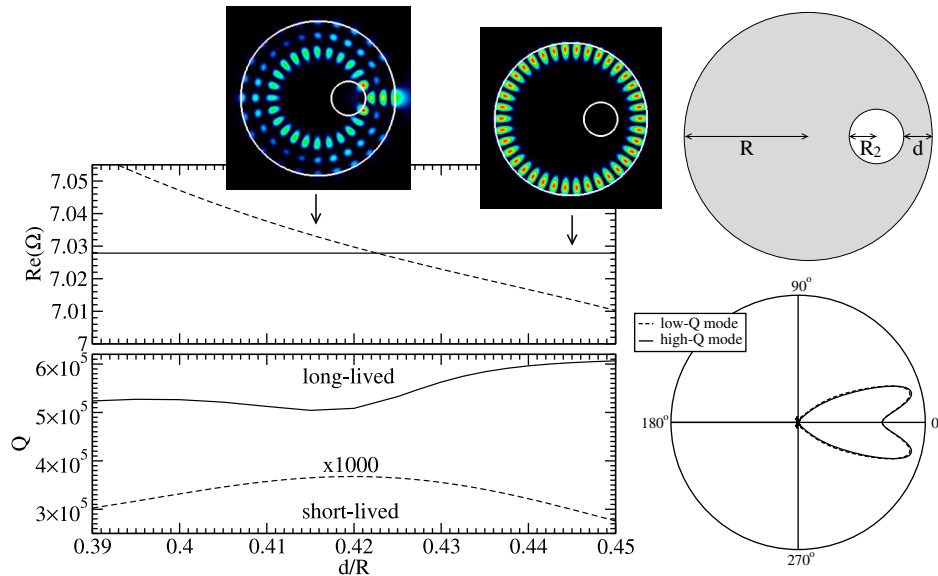 7.05
7.04
7.03
7.02
7.01
7
Re(Ω)
6×10⁵
5×10⁵
4×10⁵
3×10⁵
Q
long-lived
x1000
short-lived
0.39
0.4
0.41
0.42
0.43
0.44
0.45
d/R
R
R₂
d
low-Q mode
high-Q mode
90°
180°
0
270°